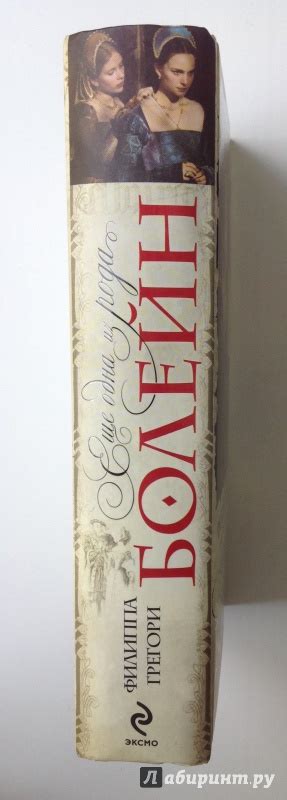 Еще одна из рода
БОЛЕЙН
ФИЛИППА
ГРЕГОРИ
ЭКСМО
Лабиринт.ру